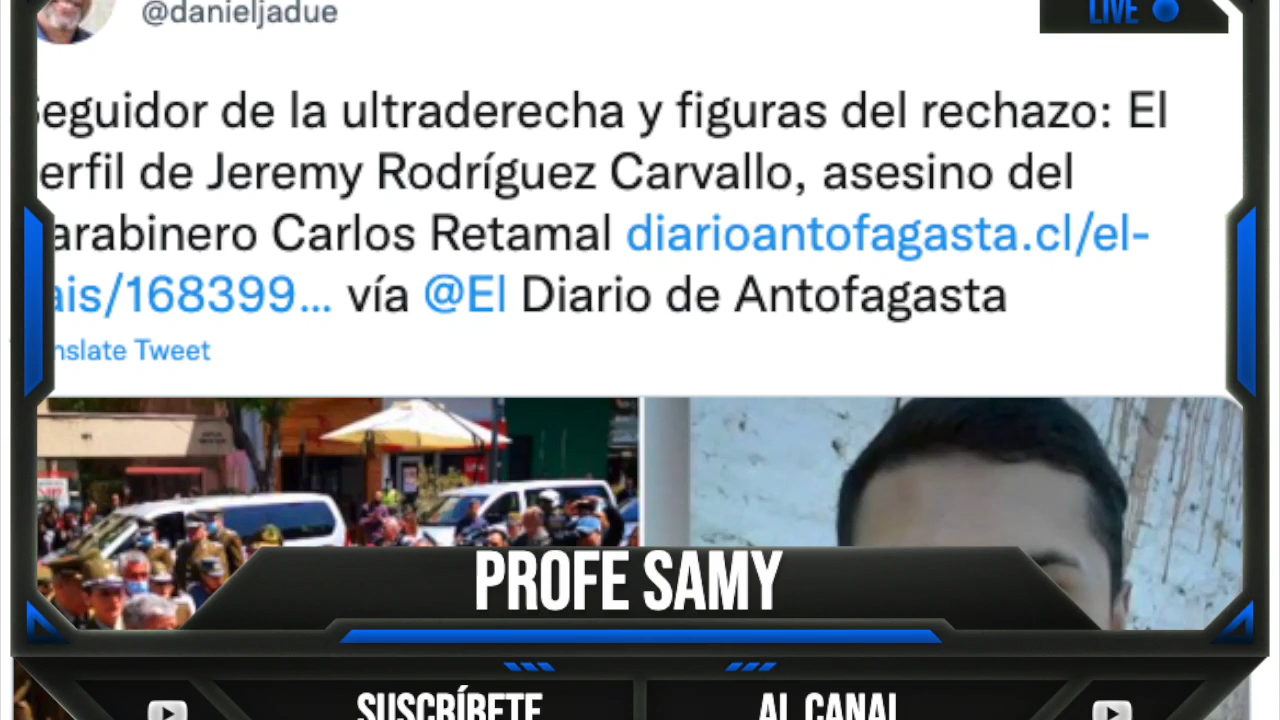 @danieljadue
LIVE
Seguidor de la ultraderecha y figuras del rechazo: El
erfil de Jeremy Rodríguez Carvallo, asesino del
arabinero Carlos Retamal diarioantofagasta.cl/el-
ais/168399... vía @El Diario de Antofagasta
nslate Tweet
PROFE SAMY
SUSCRÍBETE AL CANAL